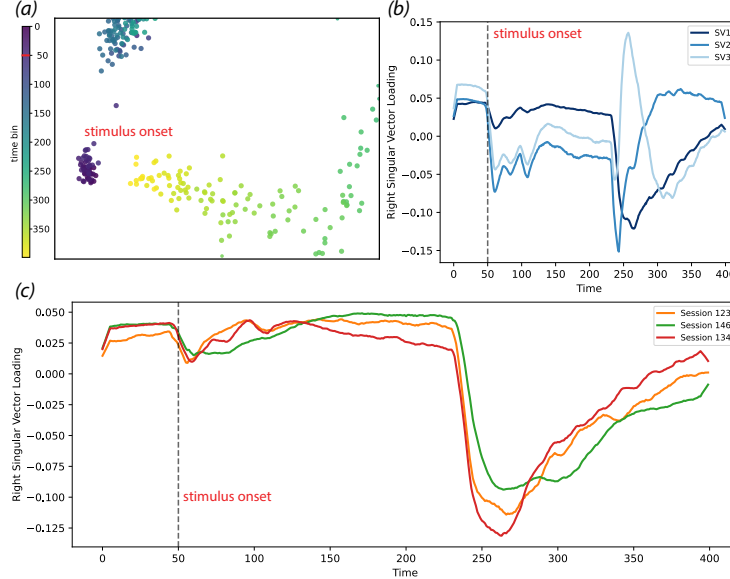 (a)
0
50
100
150
200
250
300
350
time bin
stimulus onset
(b)
stimulus onset
SV1
SV2
SV3
0.15
0.10
0.05
0.00
−0.05
−0.10
−0.15
Right Singular Vector Loading
0 50 100 150 200 250 300 350 400
Time
(c)
Session 123
Session 146
Session 134
0.050
0.025
0.000
−0.025
−0.050
−0.075
−0.100
−0.125
Right Singular Vector Loading
stimulus onset
0 50 100 150 200 250 300 350 400
Time